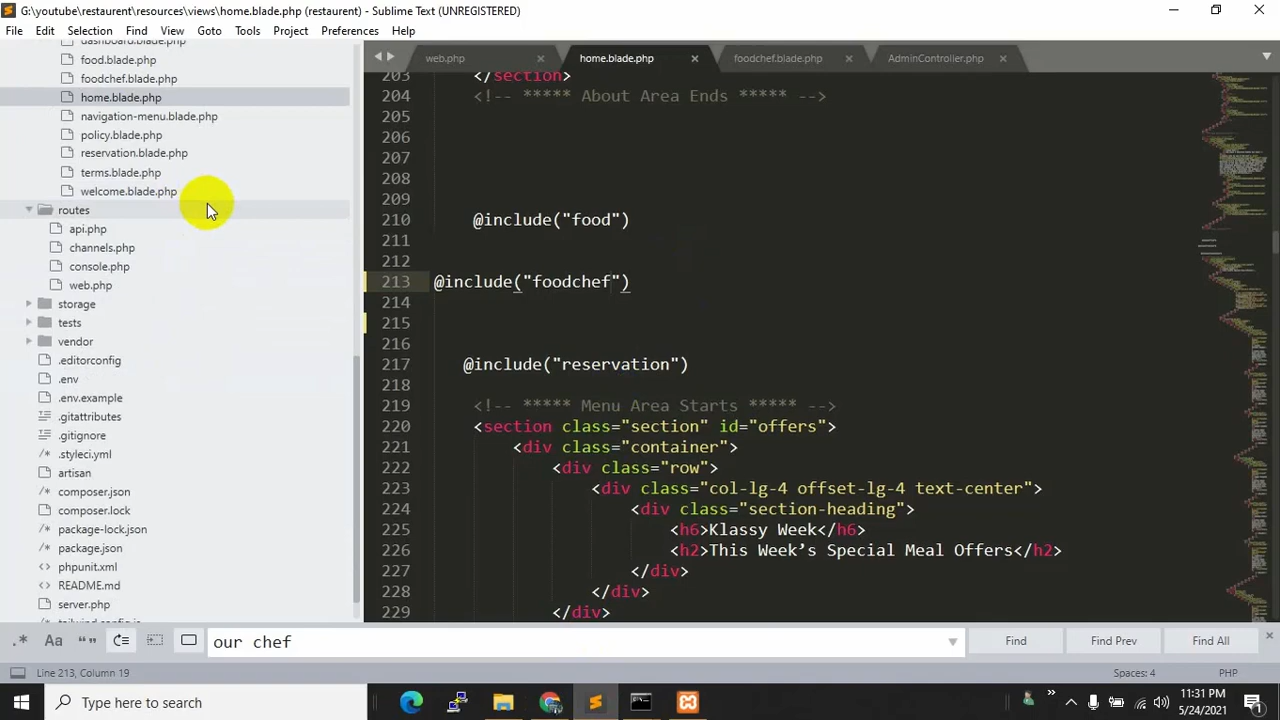 G:\youtube\restaurent\resources\views\home.blade.php (restaurent) - Sublime Text (UNREGISTERED)
File Edit Selection Find View Goto Tools Project Preferences Help
dashboard.blade.php
food.blade.php
foodchef.blade.php
home.blade.php
navigation-menu.blade.php
policy.blade.php
reservation.blade.php
terms.blade.php
welcome.blade.php
routes
api.php
channels.php
console.php
web.php
storage
tests
vendor
.editorconfig
.env
.env.example
.gitattributes
.gitignore
.styleci.yml
artisan
composer.json
composer.lock
package-lock.json
package.json
phpunit.xml
README.md
server.php
tailwind.config.js
web.php home.blade.php foodchef.blade.php AdminController.php
203 </section>
204 <!-- ***** About Area Ends ***** -->
205
206
207
208
209
210 @include("food")
211
212
213 @include("foodchef")
214
215
216
217 @include("reservation")
218
219 <!-- ***** Menu Area Starts ***** -->
220 <section class="section" id="offers">
221 <div class="container">
222 <div class="row">
223 <div class="col-lg-4 offset-lg-4 text-center">
224 <div class="section-heading">
225 <h6>Klassy Week</h6>
226 <h2>This Week’s Special Meal Offers</h2>
227 </div>
228 </div>
229 </div>
.* Aa “” our chef Find Find Prev Find All
Line 213, Column 19 Spaces: 4 PHP
Type here to search
11:31 PM
5/24/2021